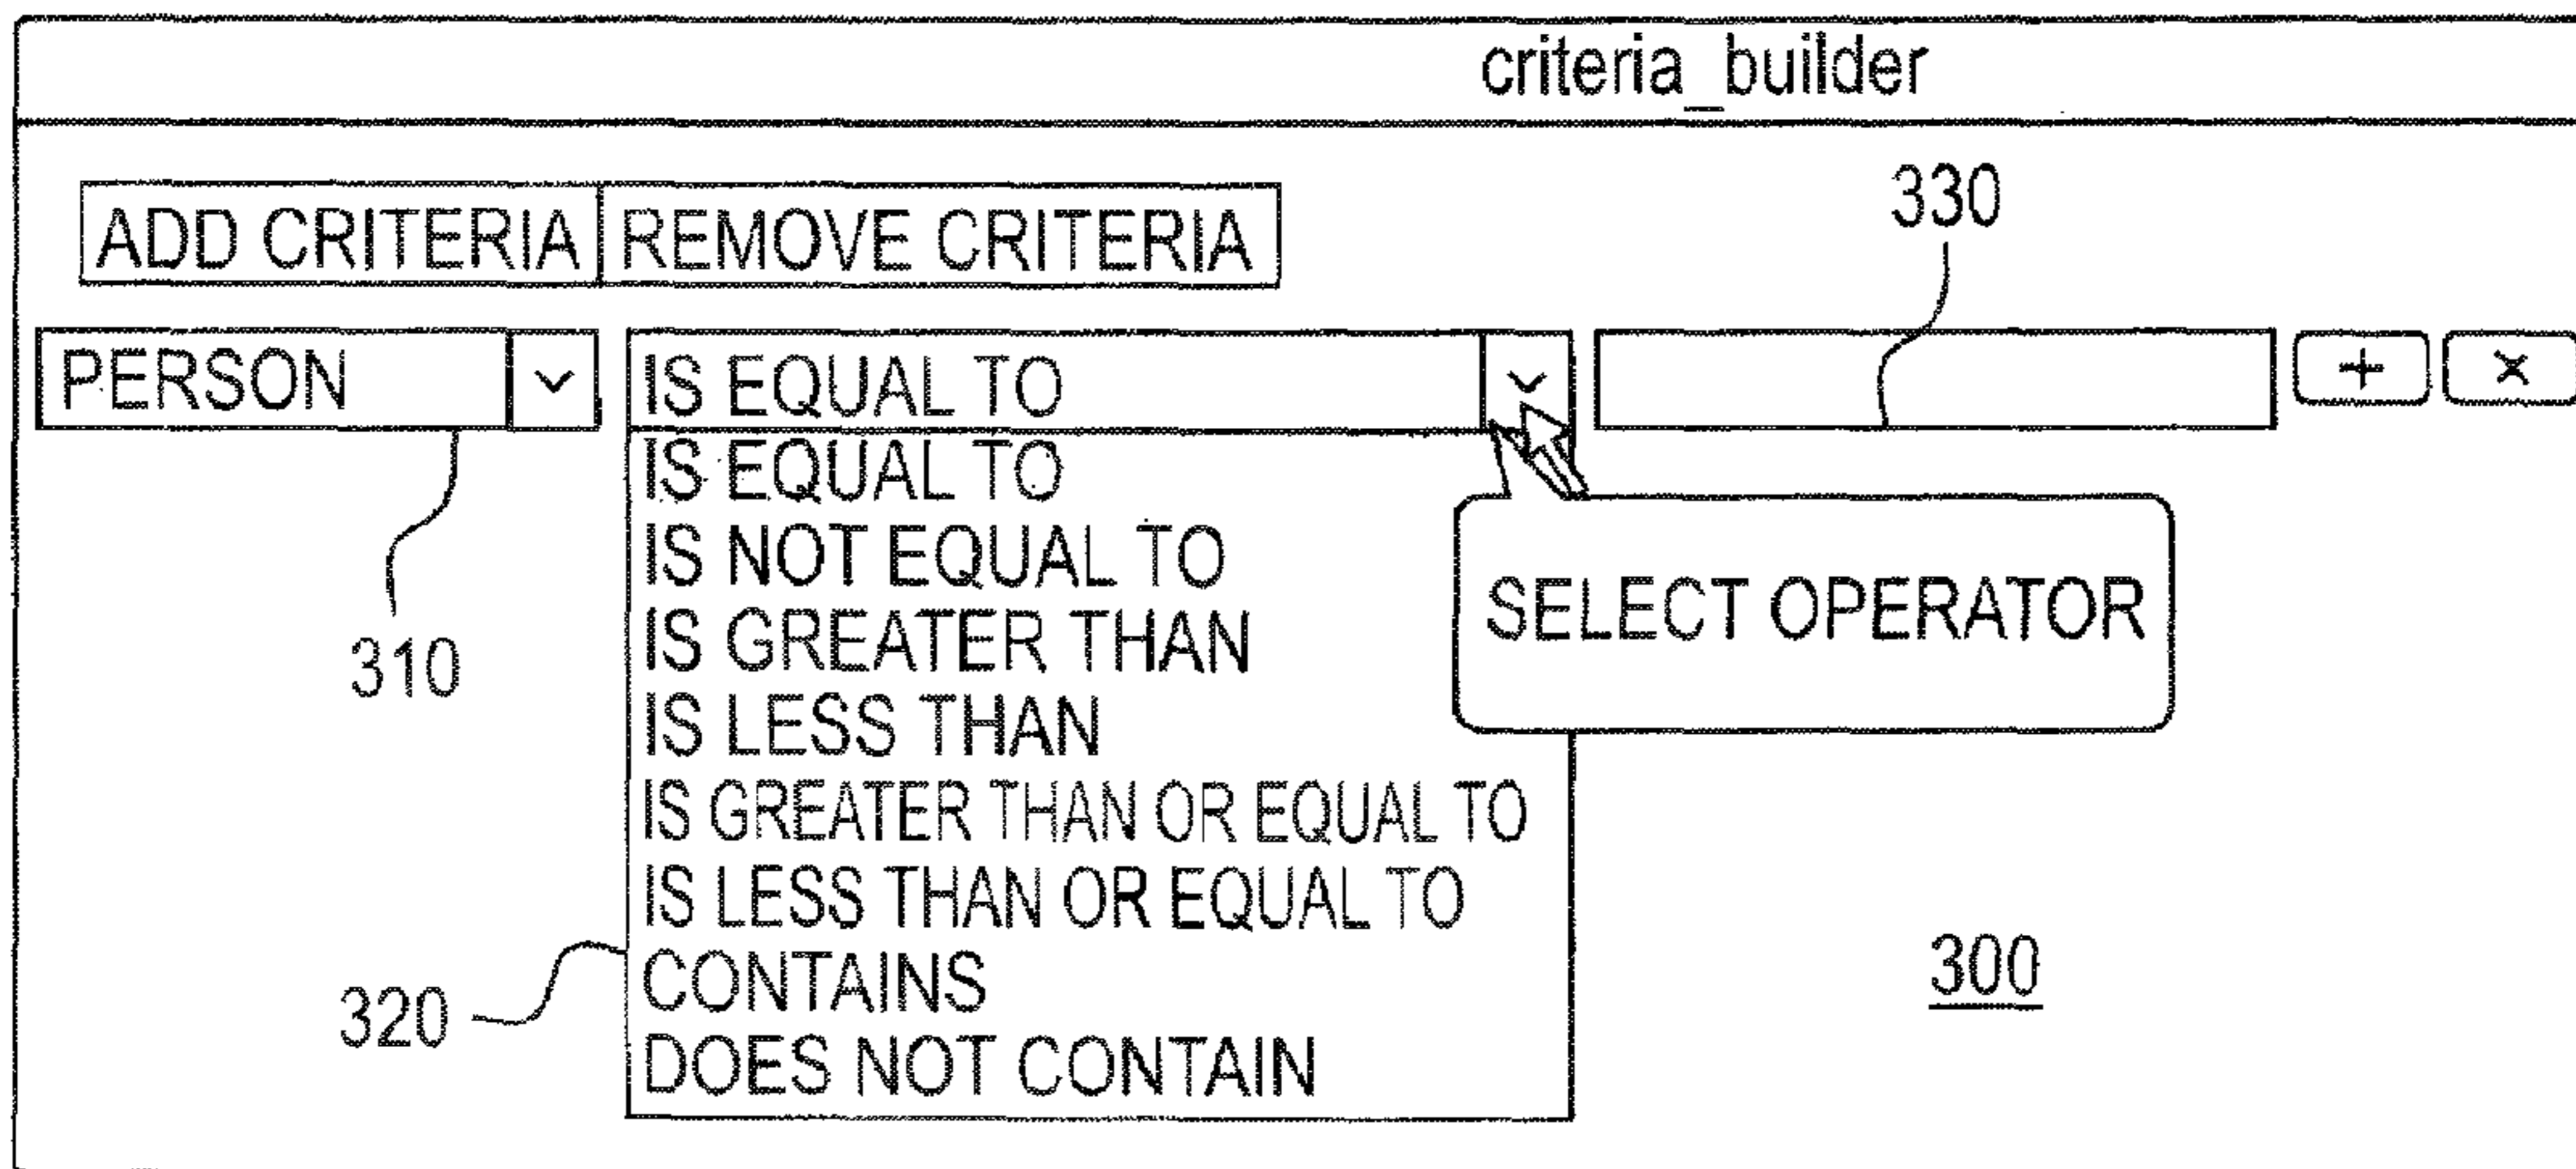 criteria_builder
ADD CRITERIA REMOVE CRITERIA
330
PERSON IS EQUAL TO + ×
IS EQUAL TO
IS NOT EQUAL TO
IS GREATER THAN
SELECT OPERATOR
310
IS LESS THAN
IS GREATER THAN OR EQUAL TO
IS LESS THAN OR EQUAL TO
CONTAINS
300
320
DOES NOT CONTAIN